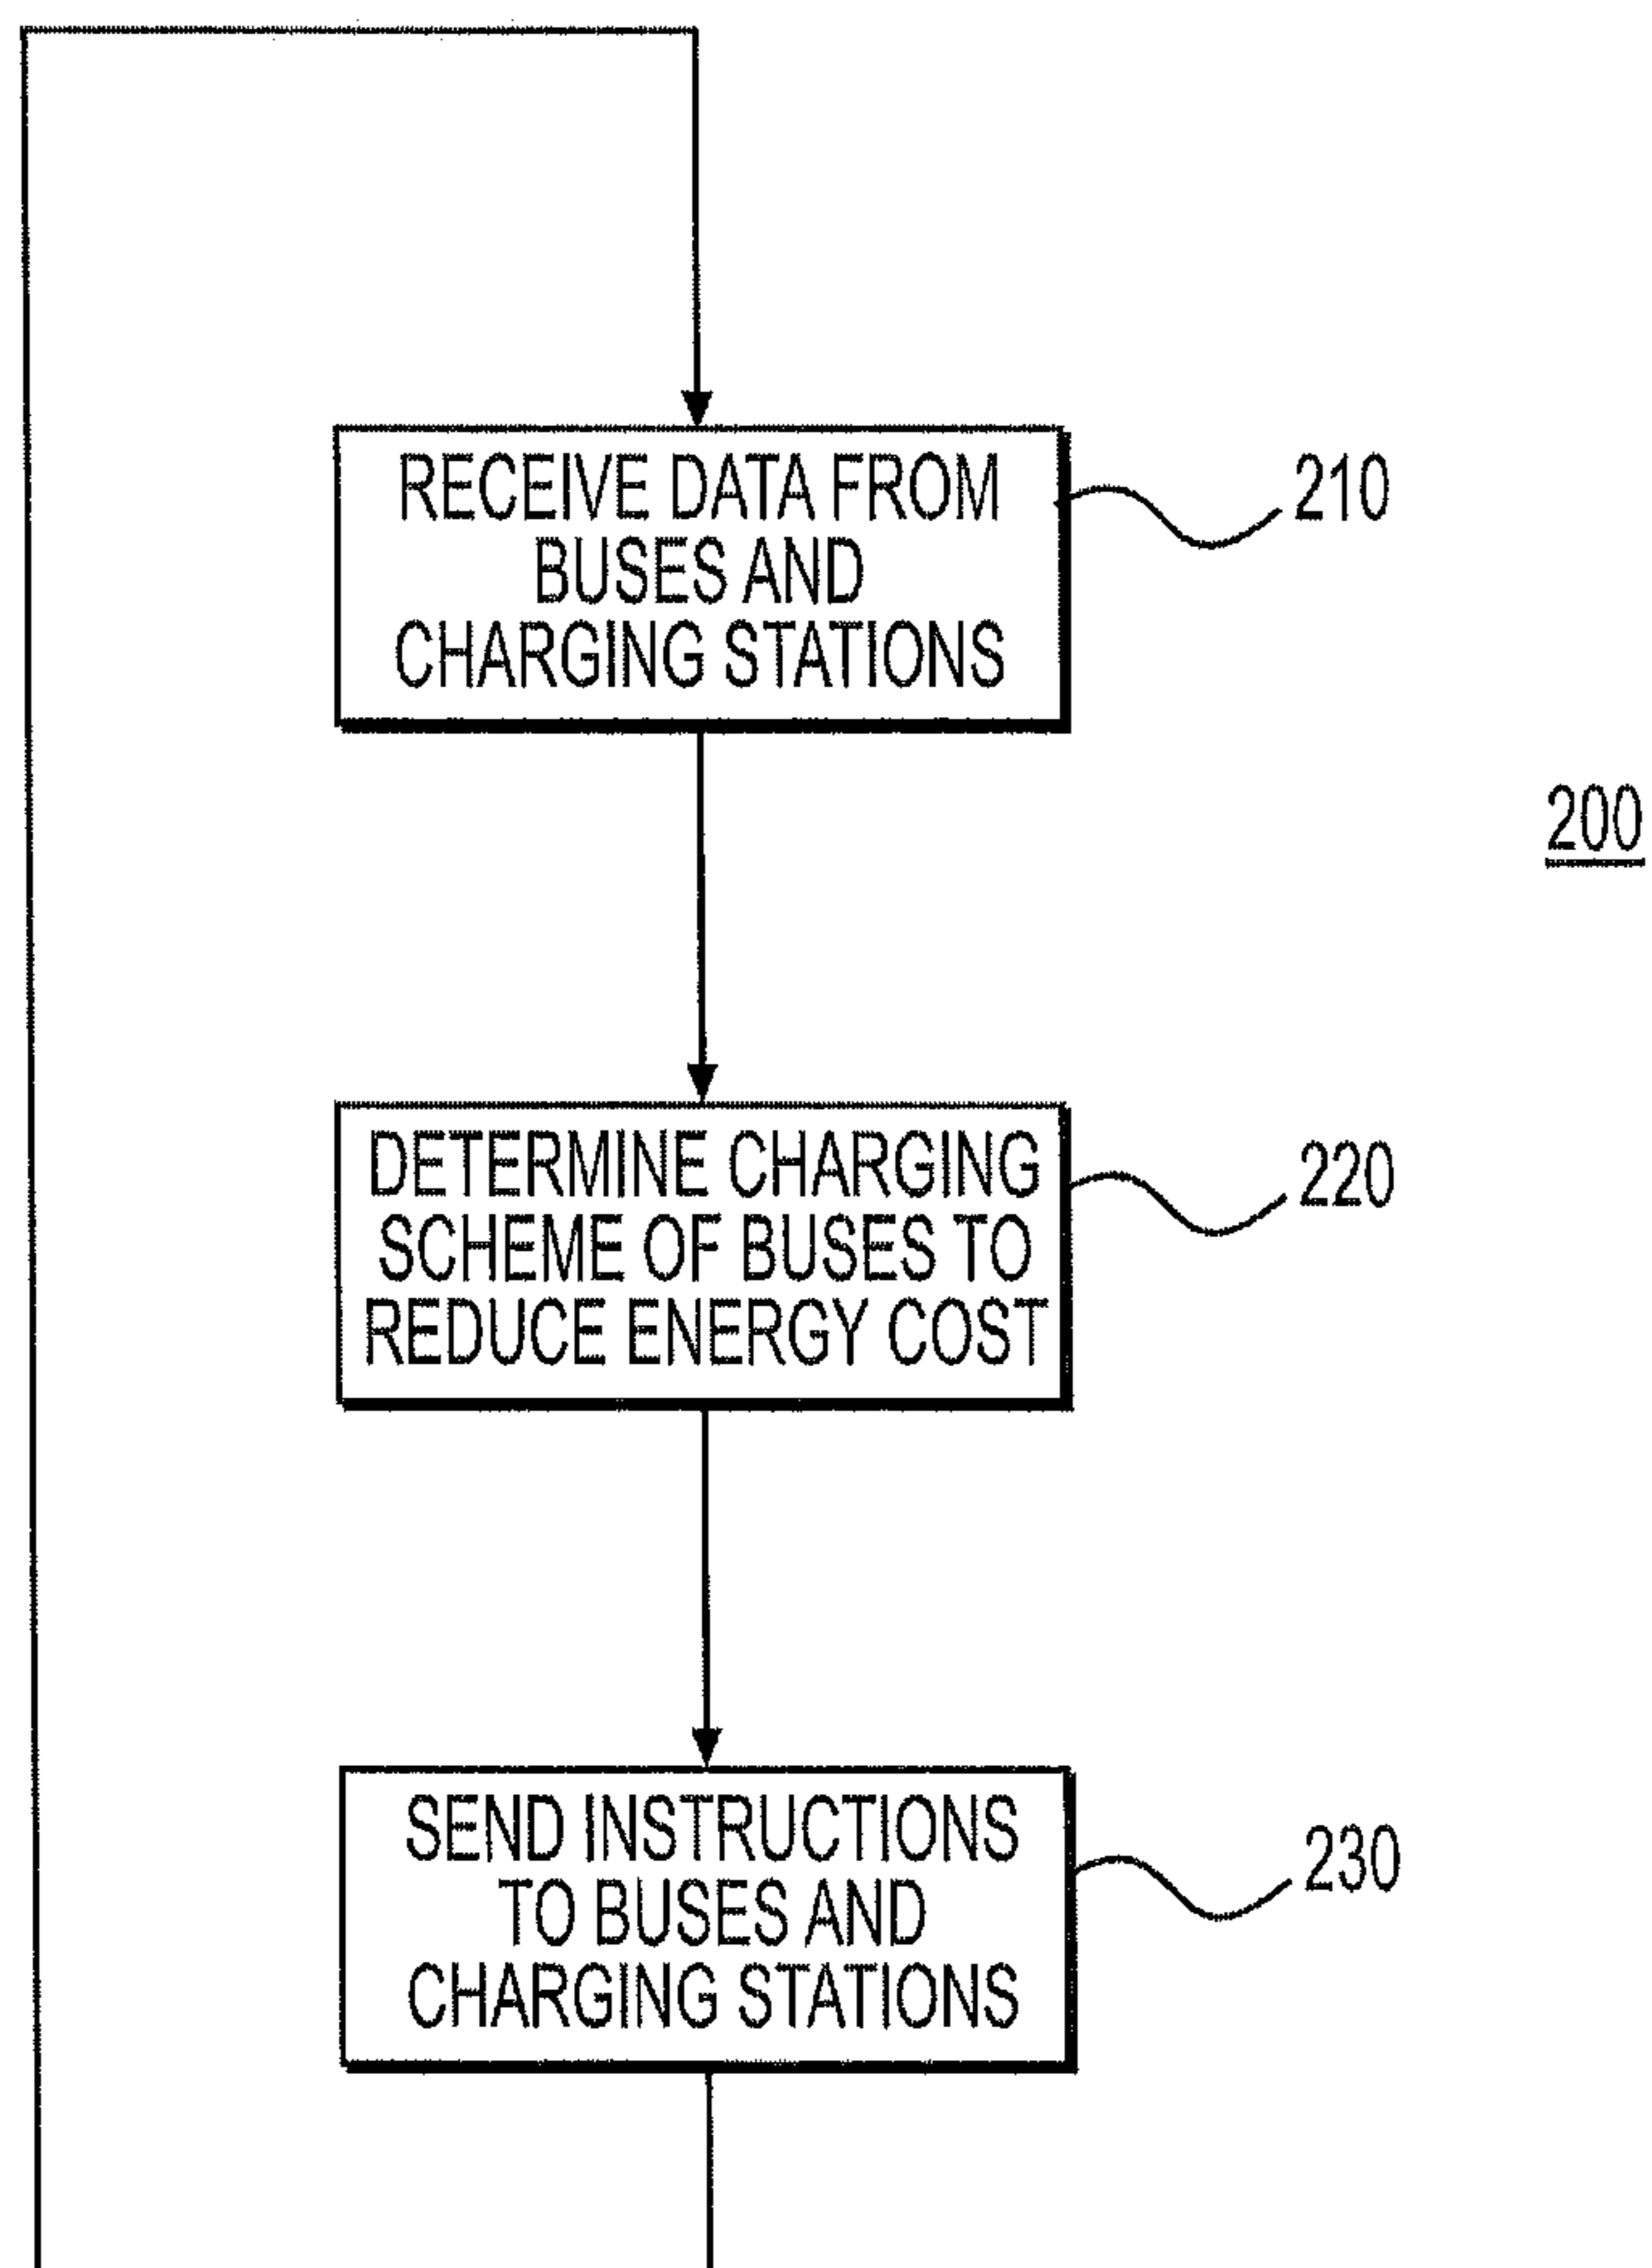 RECEIVE DATA FROM
BUSES AND
CHARGING STATIONS
210
200
DETERMINE CHARGING
SCHEME OF BUSES TO
REDUCE ENERGY COST
220
SEND INSTRUCTIONS
TO BUSES AND
CHARGING STATIONS
230